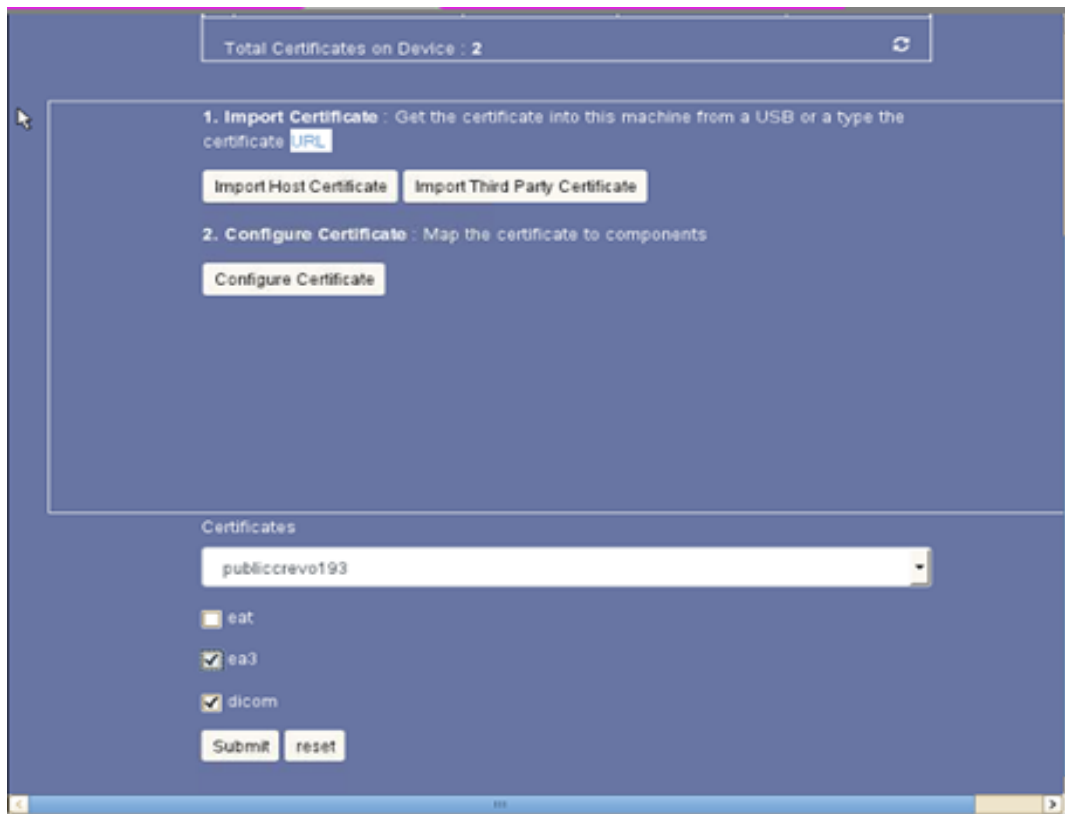 Total Certificates on Device : 2
1. Import Certificate : Get the certificate into this machine from a USB or a type the
certificate URL
Import Host Certificate Import Third Party Certificate
2. Configure Certificate : Map the certificate to components
Configure Certificate
Certificates
publiccrevo193
eat
ea3
dicom
Submit reset